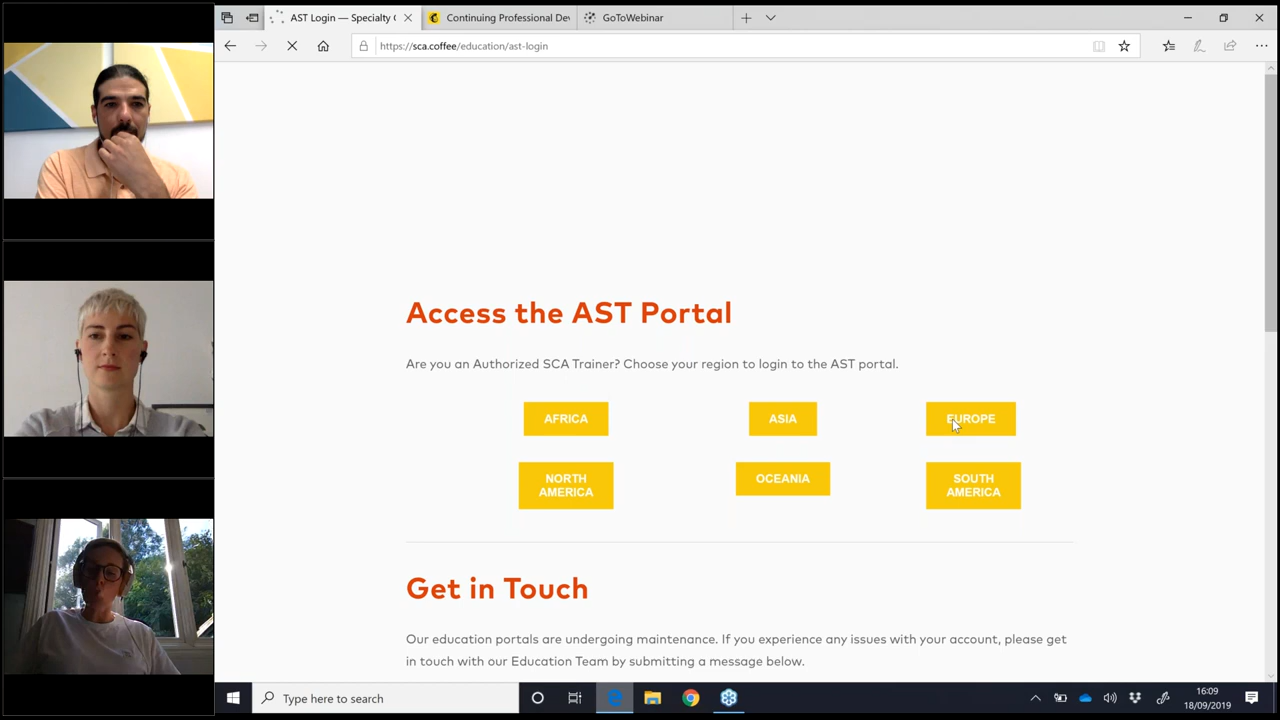 AST Login — Specialty C
Continuing Professional Dev
GoToWebinar
https://sca.coffee/education/ast-login
Access the AST Portal
Are you an Authorized SCA Trainer? Choose your region to login to the AST portal.
AFRICA
ASIA
EUROPE
NORTH
AMERICA
OCEANIA
SOUTH
AMERICA
Get in Touch
Our education portals are undergoing maintenance. If you experience any issues with your account, please get
in touch with our Education Team by submitting a message below.
Type here to search
16:09
18/09/2019